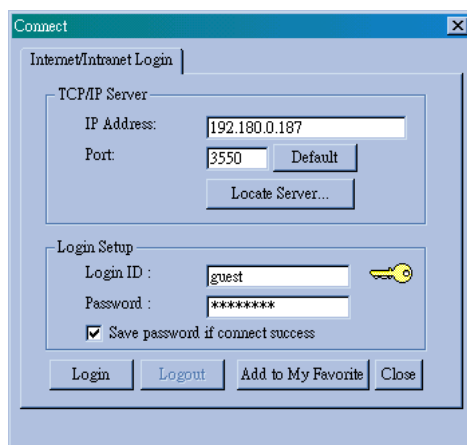 Connect
Internet/Intranet Login
TCP/IP Server
IP Address: 192.180.0.187
Port: 3550 Default
Locate Server...
Login Setup
Login ID : guest
Password : ********
Save password if connect success
Login Logout Add to My Favorite Close